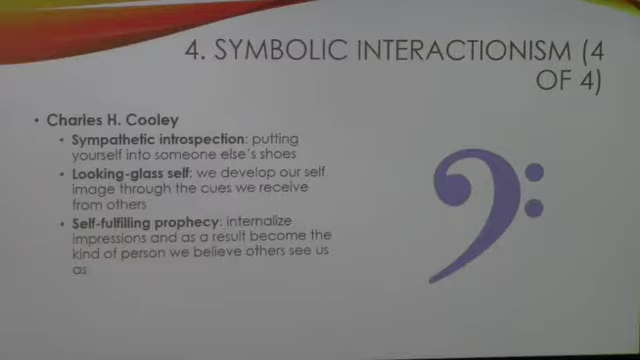 4. SYMBOLIC INTERACTIONISM (4
OF 4)
• Charles H. Cooley
• Sympathetic introspection: putting
yourself into someone else's shoes
• Looking-glass self: we develop our self
image through the cues we receive
from others
• Self-fulfilling prophecy: internalize
impressions and as a result become the
kind of person we believe others see us
as